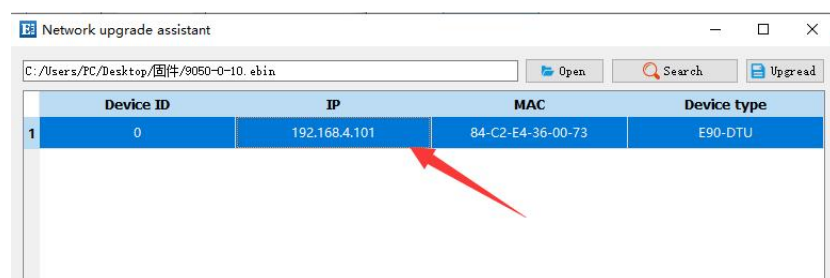 Network upgrade assistant
C:/Users/PC/Desktop/固件/9050-0-10.ebin Open Search Upgread
Device ID IP MAC Device type
1 0 192.168.4.101 84-C2-E4-36-00-73 E90-DTU